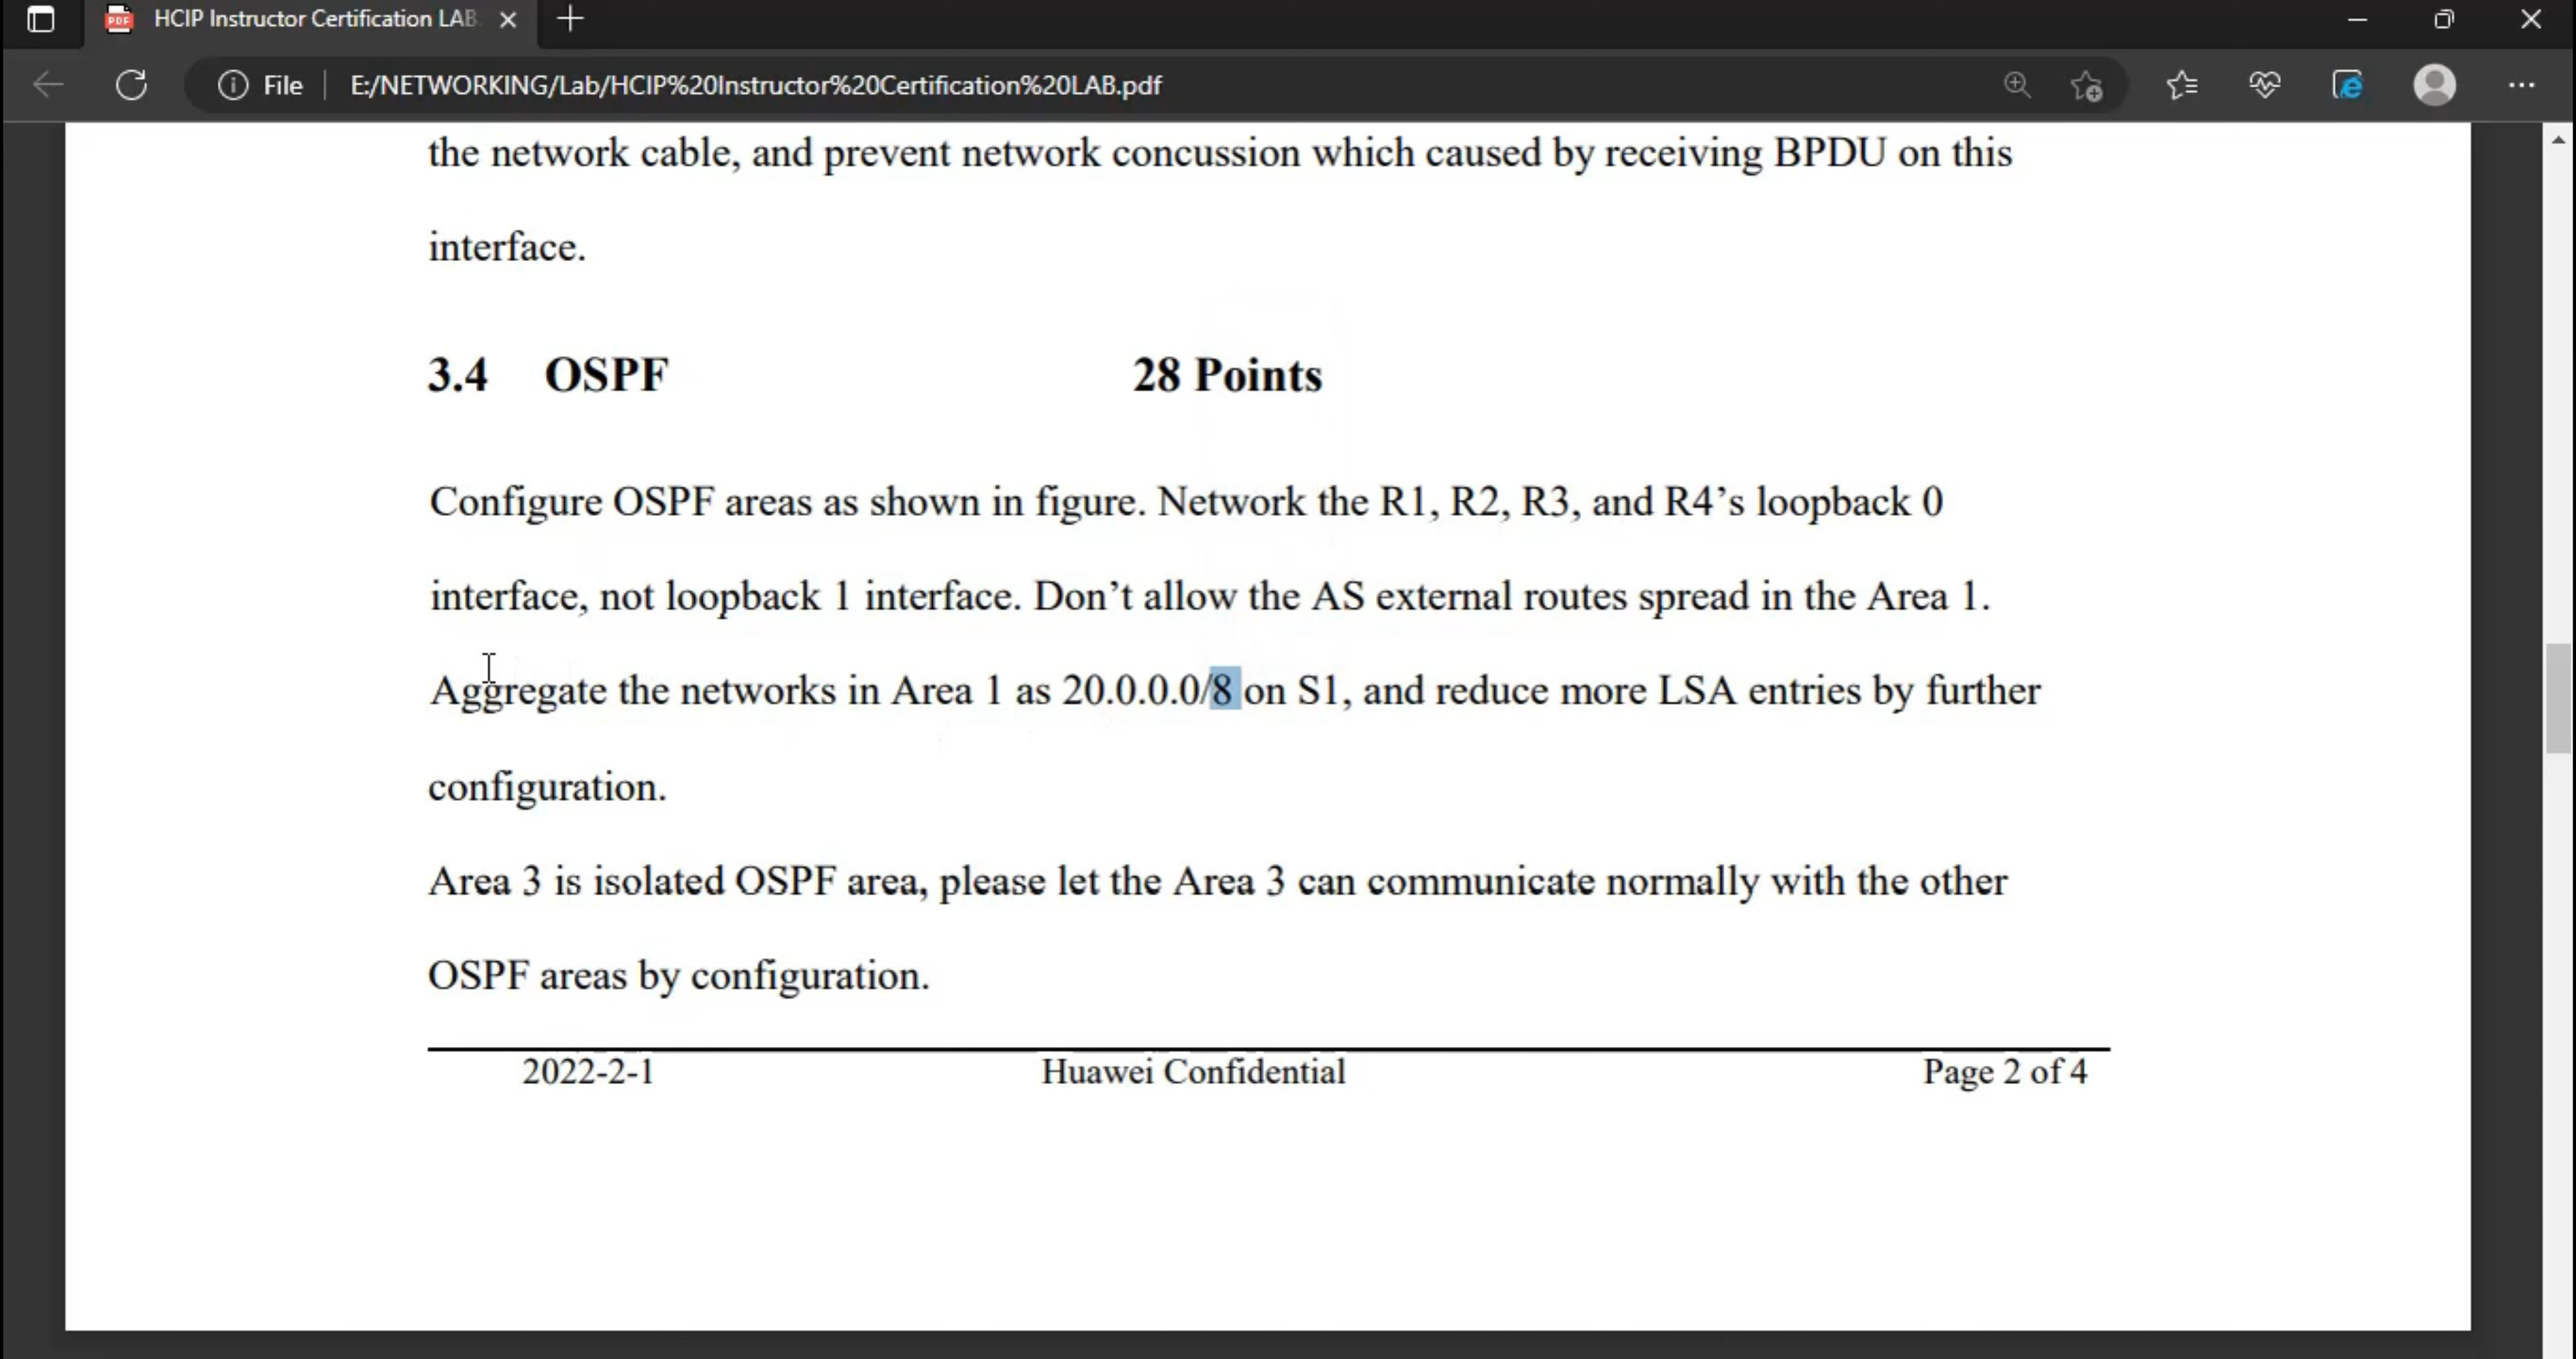 HCIP Instructor Certification LAB
File E:/NETWORKING/Lab/HCIP%20Instructor%20Certification%20LAB.pdf
the network cable, and prevent network concussion which caused by receiving BPDU on this
interface.
3.4 OSPF 28 Points
Configure OSPF areas as shown in figure. Network the R1, R2, R3, and R4’s loopback 0
interface, not loopback 1 interface. Don’t allow the AS external routes spread in the Area 1.
Aggregate the networks in Area 1 as 20.0.0.0/8 on S1, and reduce more LSA entries by further
configuration.
Area 3 is isolated OSPF area, please let the Area 3 can communicate normally with the other
OSPF areas by configuration.
2022-2-1 Huawei Confidential Page 2 of 4